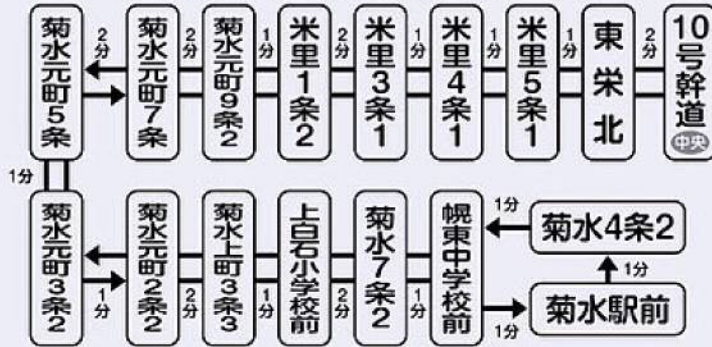 菊水元町5条
2分
菊水元町7条
2分
菊水元町9条2
1分
米里1条2
2分
米里3条1
1分
米里4条1
1分
米里5条1
1分
東栄北
2分
10号幹道
中央
1分
菊水元町3条2
1分
菊水元町2条2
2分
菊水上町3条3
1分
上白石小学校前
2分
菊水7条2
1分
幌東中学校前
1分
菊水4条2
1分
菊水駅前
1分